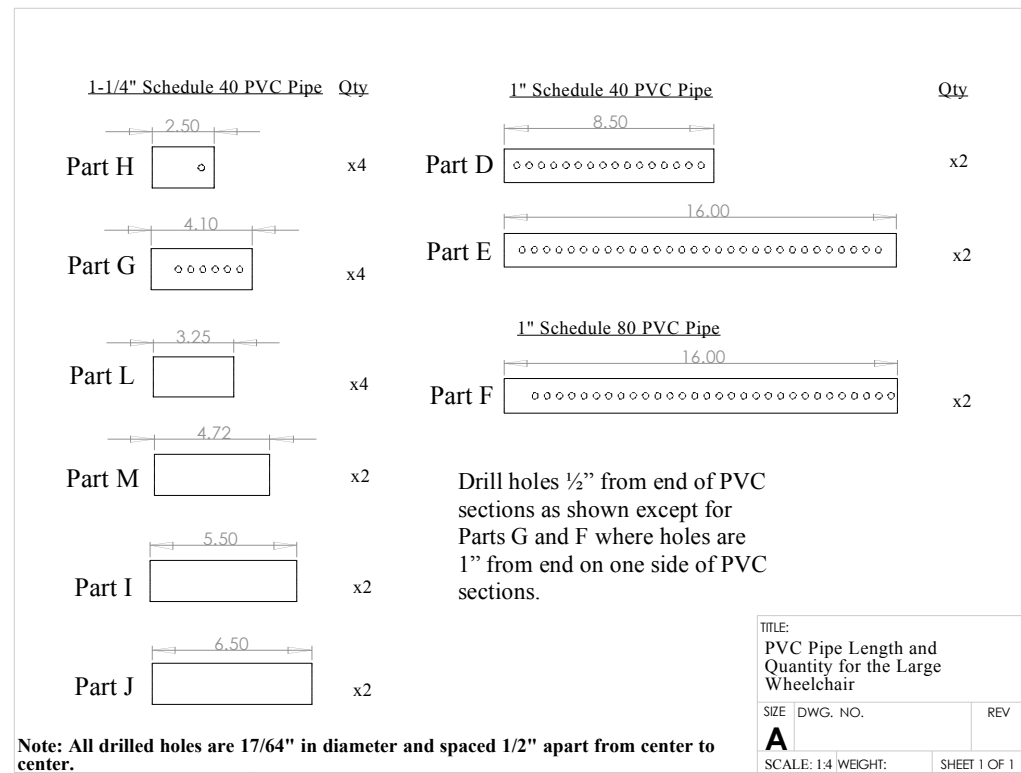 1-1/4" Schedule 40 PVC Pipe Qty
2.50
Part H x4
4.10
Part G x4
3.25
Part L x4
4.72
Part M x2
5.50
Part I x2
6.50
Part J x2
1" Schedule 40 PVC Pipe Qty
8.50
Part D x2
16.00
Part E x2
1" Schedule 80 PVC Pipe
16.00
Part F x2
Drill holes ½” from end of PVC
sections as shown except for
Parts G and F where holes are
1” from end on one side of PVC
sections.
Note: All drilled holes are 17/64" in diameter and spaced 1/2" apart from center to
center.
TITLE:
PVC Pipe Length and
Quantity for the Large
Wheelchair
SIZE DWG. NO. REV
A
SCALE: 1:4 WEIGHT: SHEET 1 OF 1